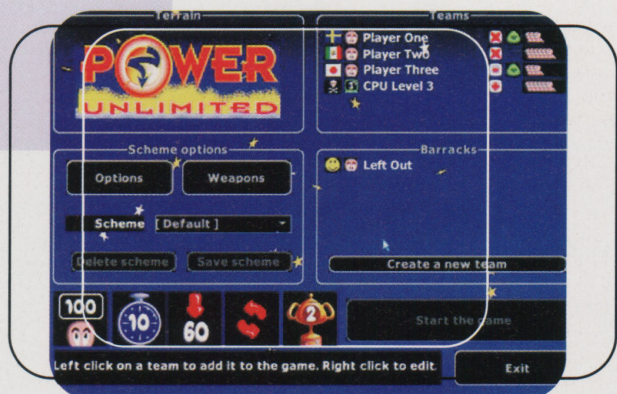 Terrain
POWER
UNLIMITED
Teams
Player One
Player Two
Player Three
CPU Level 3
Scheme options
Options
Weapons
Scheme
[ Default ]
Delete scheme
Save scheme
Barracks
Left Out
Create a new team
100
10
60
2
Start the game
Left click on a team to add it to the game. Right click to edit.
Exit